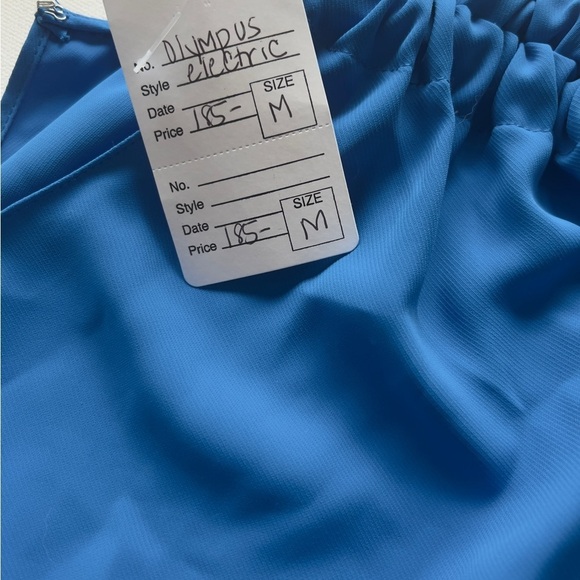 No. Olympus
Style electric
Date
Price 185-
SIZE
M
No.
Style
Date
Price 185-
SIZE
M